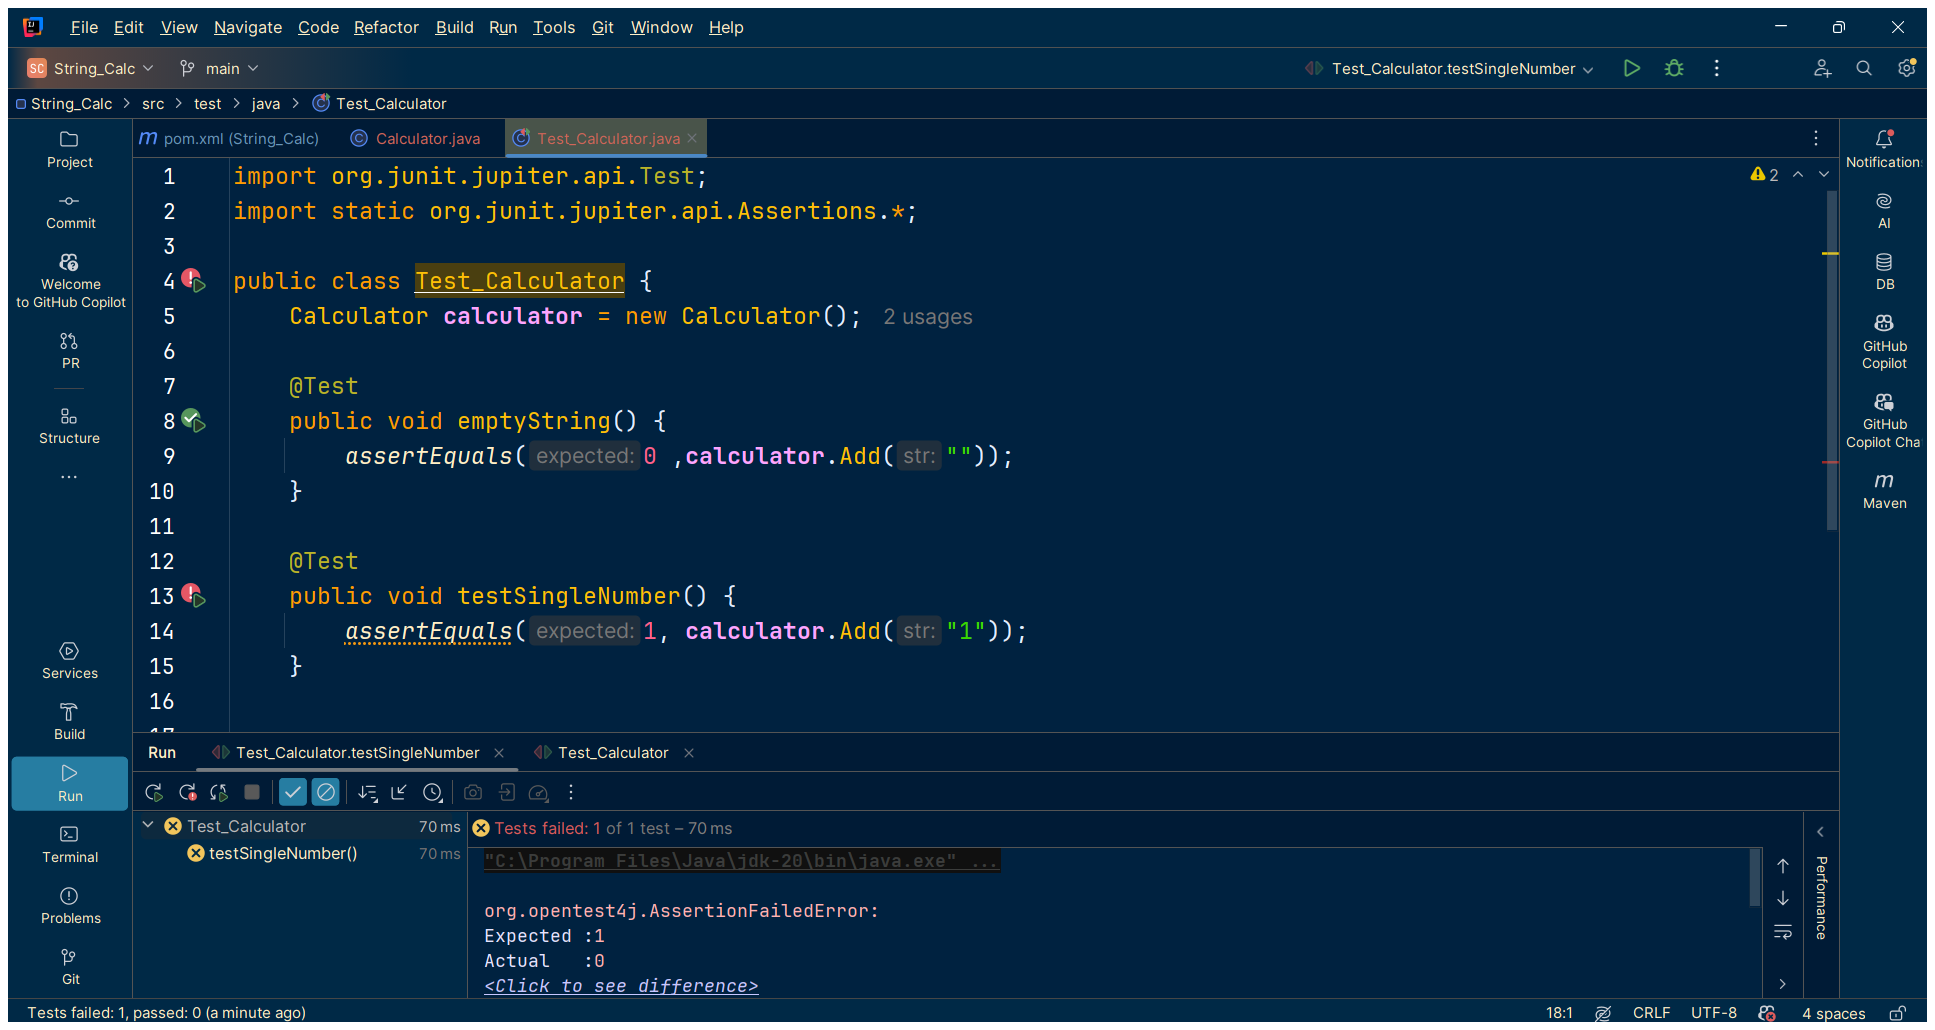 File Edit View Navigate Code Refactor Build Run Tools Git Window Help
SC String_Calc main Test_Calculator.testSingleNumber
String_Calc > src > test > java > Test_Calculator
m pom.xml (String_Calc) Calculator.java Test_Calculator.java
Project
Commit
Welcome
to GitHub Copilot
PR
Structure
Services
Build
Run
Terminal
Problems
Git
2
1 import org.junit.jupiter.api.Test;
2 import static org.junit.jupiter.api.Assertions.*;
3
4 public class Test_Calculator {
5 Calculator calculator = new Calculator(); 2 usages
6
7 @Test
8 public void emptyString() {
9 assertEquals( expected: 0 ,calculator.Add( str: ""));
10 }
11
12 @Test
13 public void testSingleNumber() {
14 assertEquals( expected: 1, calculator.Add( str: "1"));
15 }
16
Notification
AI
DB
GitHub
Copilot
GitHub
Copilot Cha
m
Maven
Run Test_Calculator.testSingleNumber Test_Calculator
Test_Calculator 70 ms
testSingleNumber() 70 ms
Tests failed: 1 of 1 test – 70 ms
"C:\Program Files\Java\jdk-20\bin\java.exe" ...
org.opentest4j.AssertionFailedError:
Expected :1
Actual :0
<Click to see difference>
Performance
Tests failed: 1, passed: 0 (a minute ago) 18:1 CRLF UTF-8 4 spaces